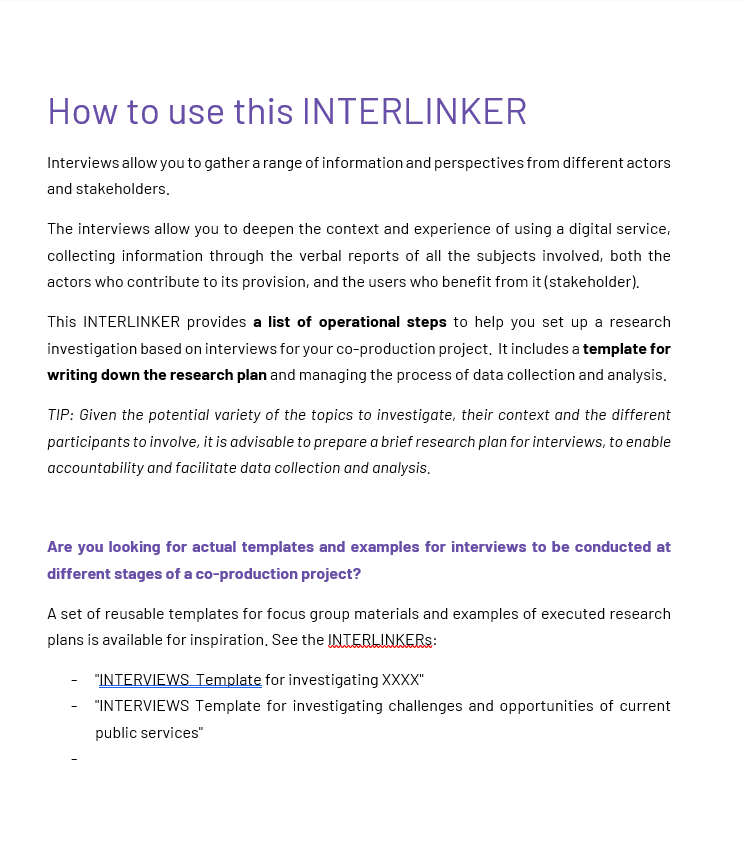 How to use this INTERLINKER
Interviews allow you to gather a range of information and perspectives from different actors
and stakeholders.
The interviews allow you to deepen the context and experience of using a digital service,
collecting information through the verbal reports of all the subjects involved, both the
actors who contribute to its provision, and the users who benefit from it (stakeholder).
This INTERLINKER provides a list of operational steps to help you set up a research
investigation based on interviews for your co-production project. It includes a template for
writing down the research plan and managing the process of data collection and analysis.
TIP: Given the potential variety of the topics to investigate, their context and the different
participants to involve, it is advisable to prepare a brief research plan for interviews, to enable
accountability and facilitate data collection and analysis.
Are you looking for actual templates and examples for interviews to be conducted at
different stages of a co-production project?
A set of reusable templates for focus group materials and examples of executed research
plans is available for inspiration. See the INTERLINKERs:
- "INTERVIEWS Template for investigating XXXX"
- "INTERVIEWS Template for investigating challenges and opportunities of current
public services"
-